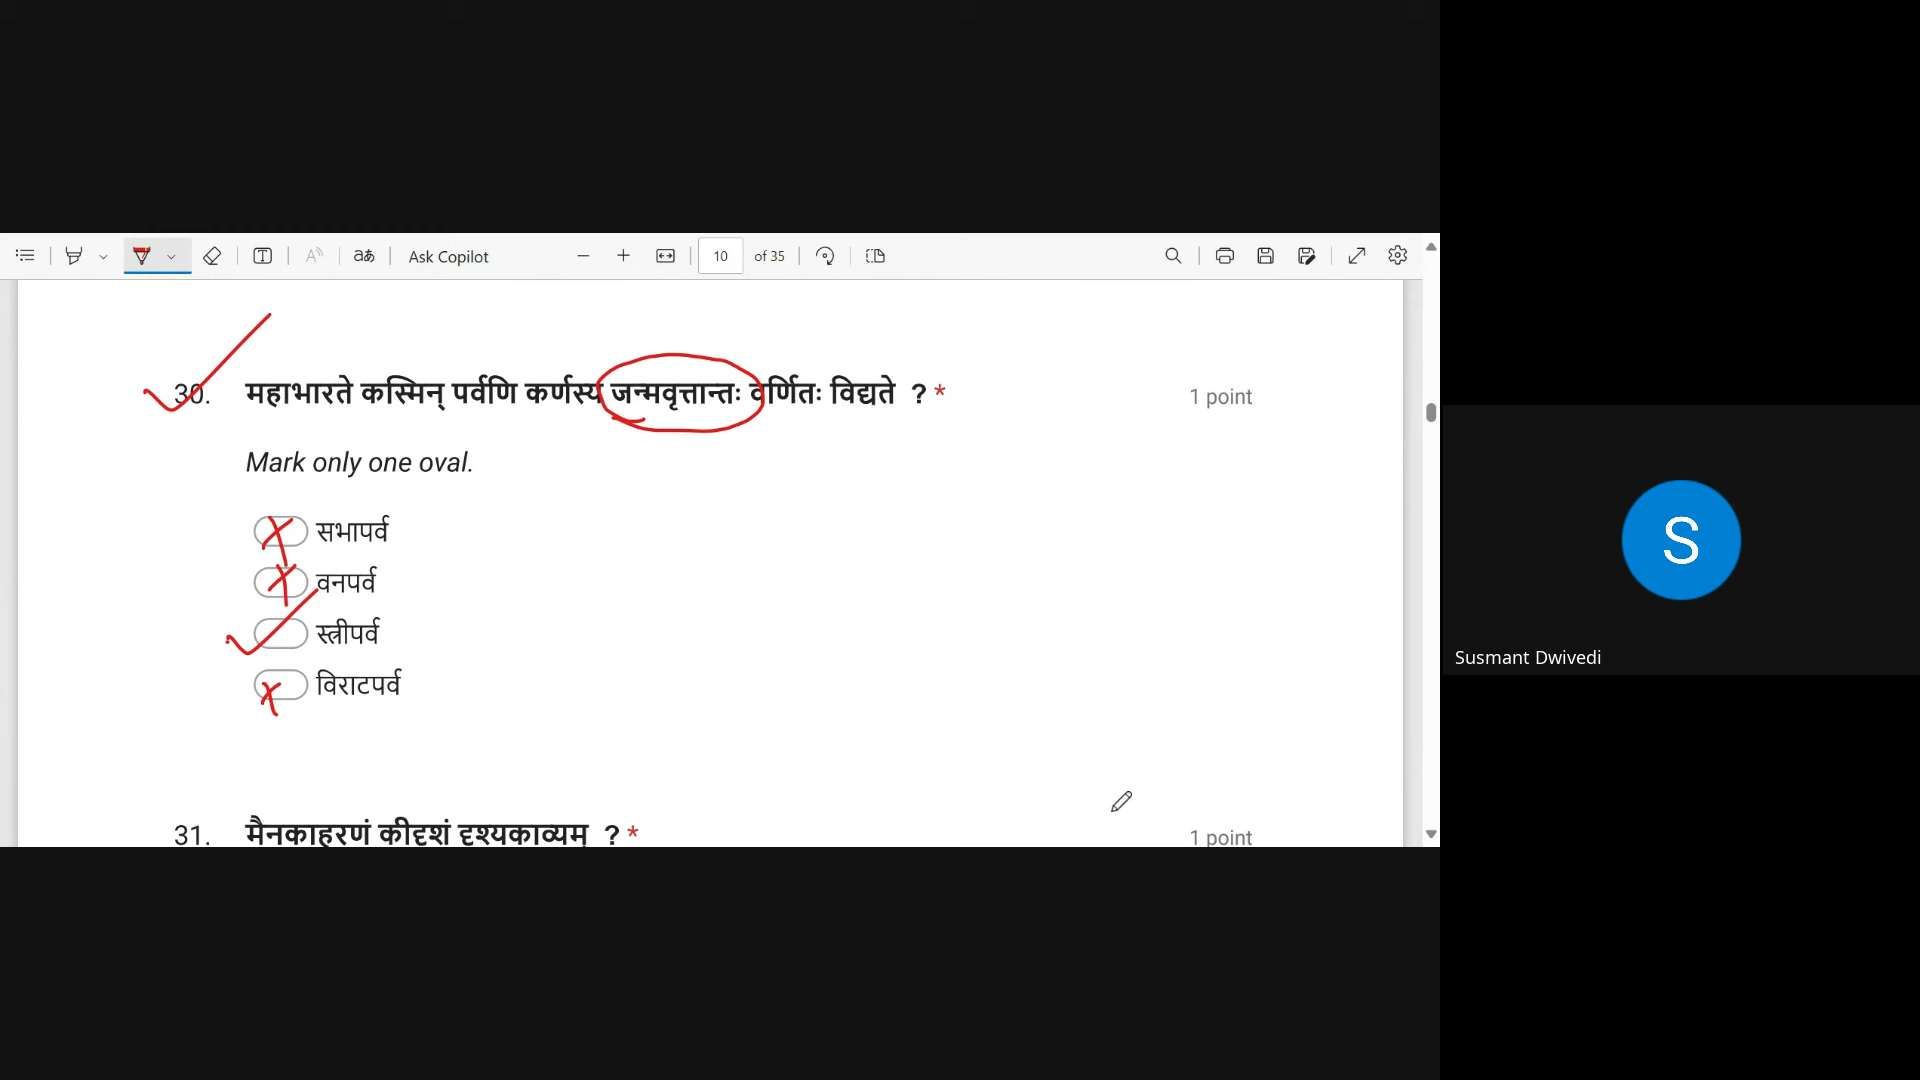 Ask Copilot
10 of 35
30. महाभारते कस्मिन् पर्वणि कर्णस्य जन्मवृत्तान्तः वर्णितः विद्यते ? * 1 point
Mark only one oval.
सभापर्व
वनपर्व
स्त्रीपर्व
विराटपर्व
31. मैनकाहरणं कीदृशं दृश्यकाव्यम् ? * 1 point
S
Susmant Dwivedi